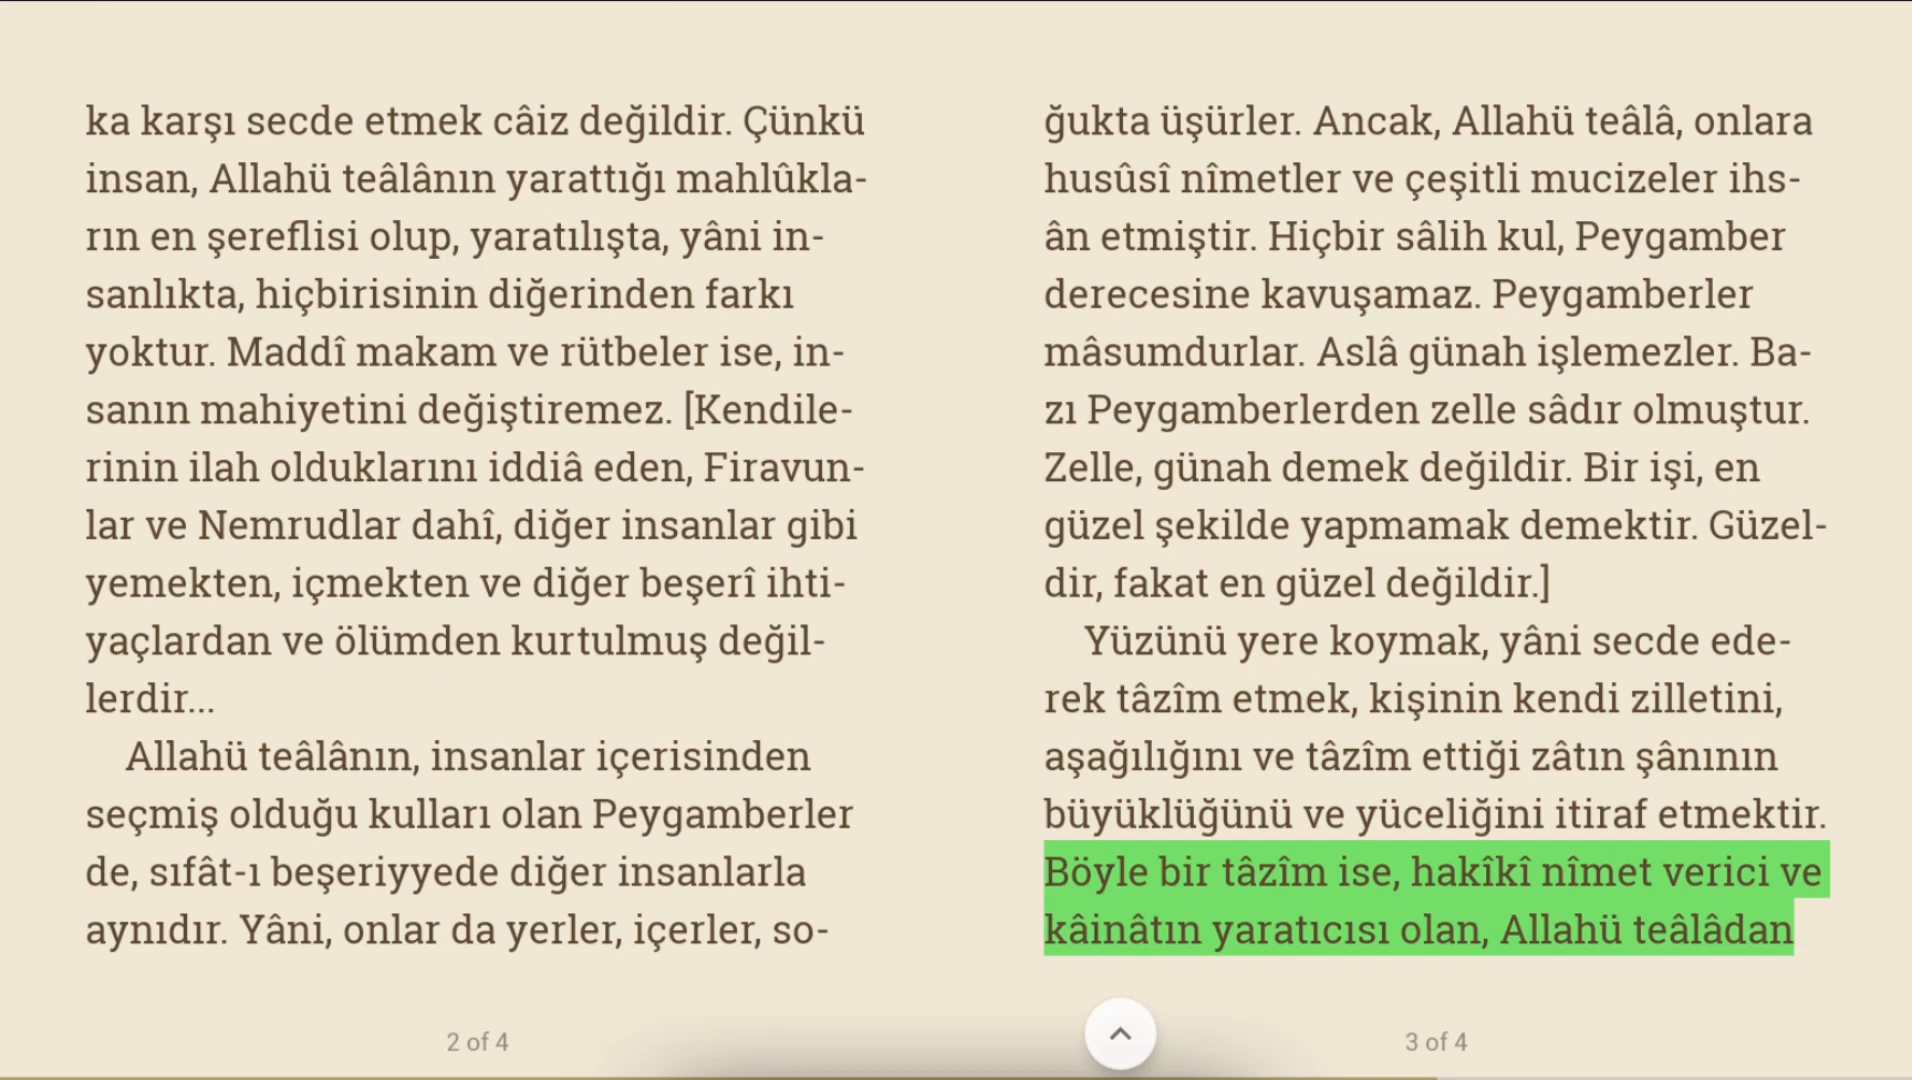 ka karşı secde etmek câiz değildir. Çünkü
insan, Allahü teâlânın yarattığı mahlûkla-
rın en şereflisi olup, yaratılışta, yâni in-
sanlıkta, hiçbirisinin diğerinden farkı
yoktur. Maddî makam ve rütbeler ise, in-
sanın mahiyetini değiştiremez. [Kendile-
rinin ilah olduklarını iddiâ eden, Firavun-
lar ve Nemrudlar dahî, diğer insanlar gibi
yemekten, içmekten ve diğer beşerî ihti-
yaçlardan ve ölümden kurtulmuş değil-
lerdir...
Allahü teâlânın, insanlar içerisinden
seçmiş olduğu kulları olan Peygamberler
de, sıfât-ı beşeriyyede diğer insanlarla
aynıdır. Yâni, onlar da yerler, içerler, so-
2 of 4
ğukta üşürler. Ancak, Allahü teâlâ, onlara
husûsî nîmetler ve çeşitli mucizeler ihs-
ân etmiştir. Hiçbir sâlih kul, Peygamber
derecesine kavuşamaz. Peygamberler
mâsumdurlar. Aslâ günah işlemezler. Ba-
zı Peygamberlerden zelle sâdır olmuştur.
Zelle, günah demek değildir. Bir işi, en
güzel şekilde yapmamak demektir. Güzel-
dir, fakat en güzel değildir.]
Yüzünü yere koymak, yâni secde ede-
rek tâzîm etmek, kişinin kendi zilletini,
aşağılığını ve tâzîm ettiği zâtın şânının
büyüklüğünü ve yüceliğini itiraf etmektir.
Böyle bir tâzîm ise, hakîkî nîmet verici ve
kâinâtın yaratıcısı olan, Allahü teâlâdan
3 of 4